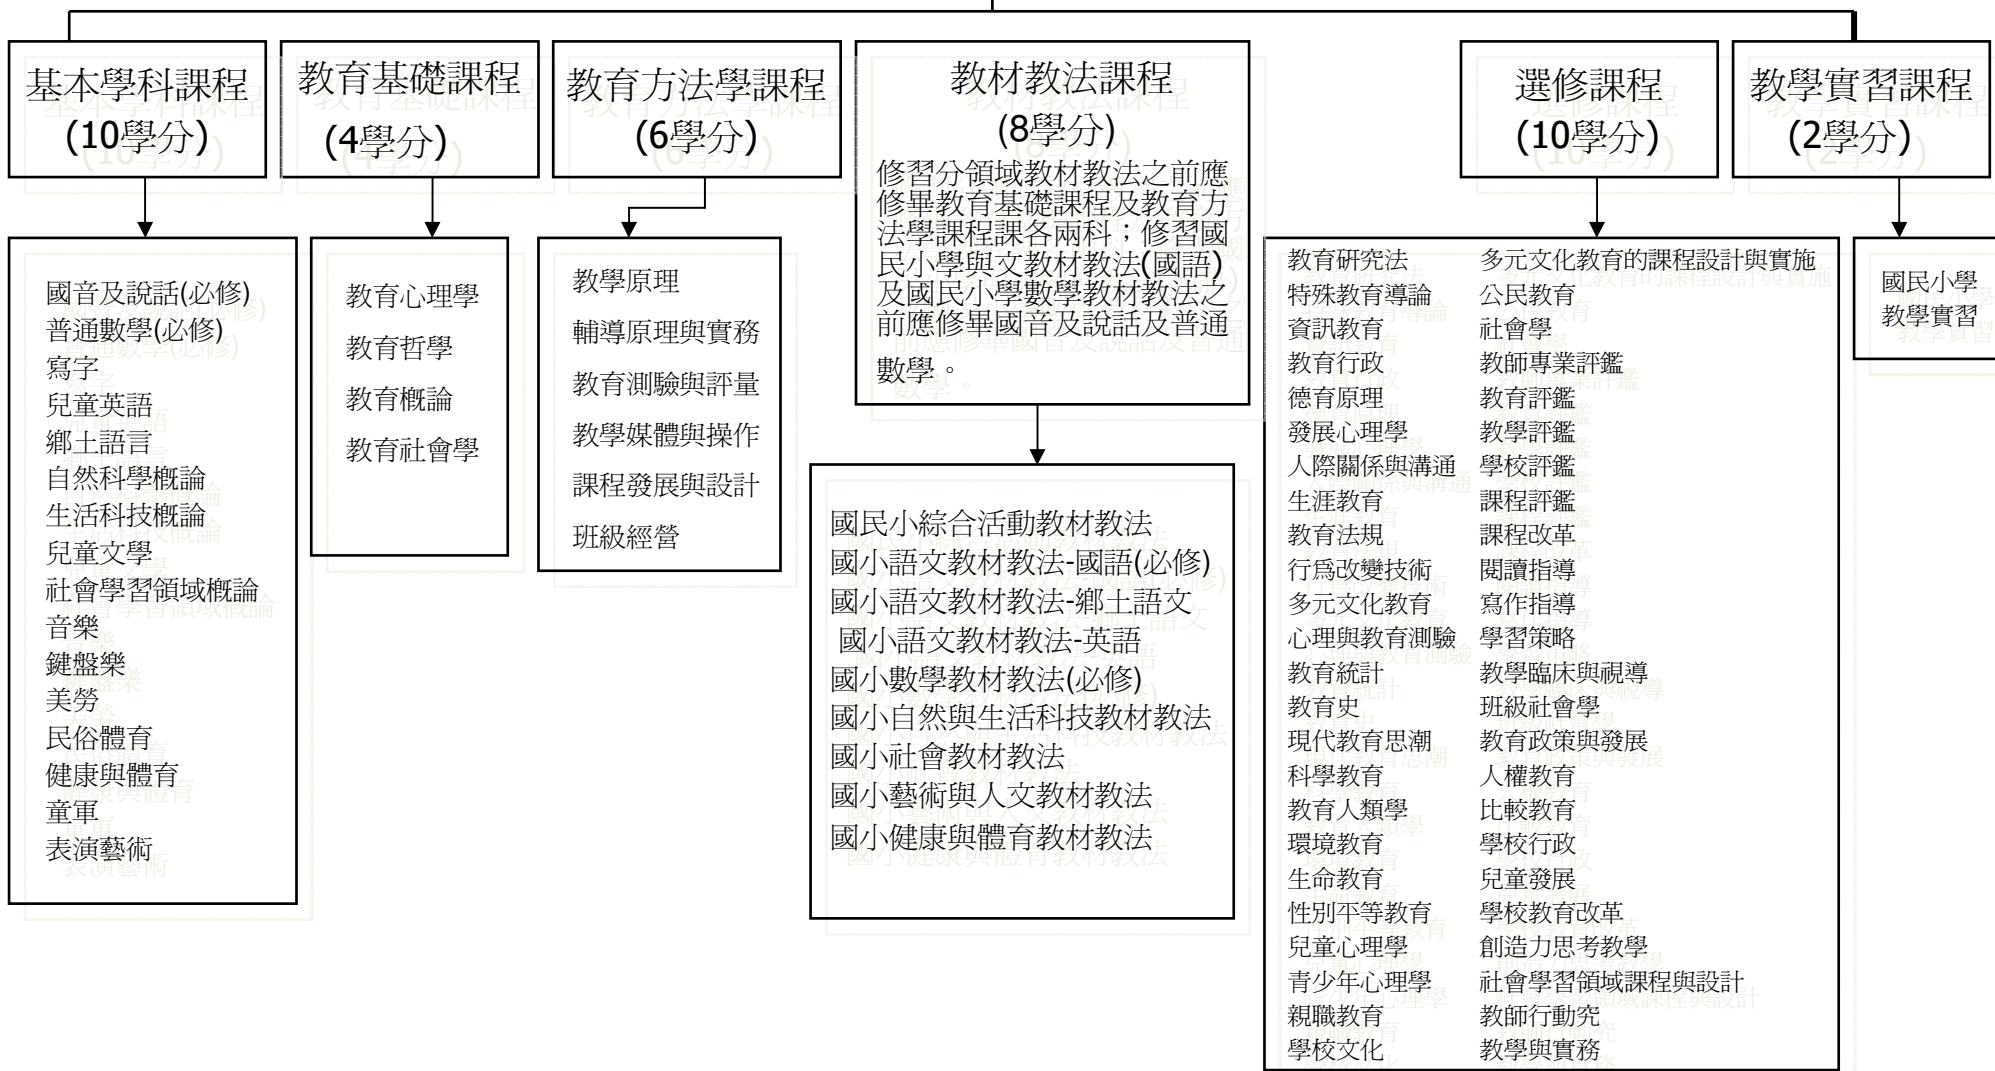 基本學科課程
(10學分)
教育基礎課程
(4學分)
教育方法學課程
(6學分)
教材教法課程
(8學分)
修習分領域教材教法之前應
修畢教育基礎課程及教育方
法學課程課各兩科；修習國
民小學與文教材教法(國語)
及國民小學數學教材教法之
前應修畢國音及說話及普通
數學。
選修課程
(10學分)
教學實習課程
(2學分)
國音及說話(必修)
普通數學(必修)
寫字
兒童英語
鄉土語言
自然科學概論
生活科技概論
兒童文學
社會學習領域概論
音樂
鍵盤樂
美勞
民俗體育
健康與體育
童軍
表演藝術
教育心理學
教育哲學
教育概論
教育社會學
教學原理
輔導原理與實務
教育測驗與評量
教學媒體與操作
課程發展與設計
班級經營
國民小綜合活動教材教法
國小語文教材教法-國語(必修)
國小語文教材教法-鄉土語文
國小語文教材教法-英語
國小數學教材教法(必修)
國小自然與生活科技教材教法
國小社會教材教法
國小藝術與人文教材教法
國小健康與體育教材教法
教育研究法 多元文化教育的課程設計與實施
特殊教育導論 公民教育
資訊教育 社會學
教育行政 教師專業評鑑
德育原理 教育評鑑
發展心理學 教學評鑑
人際關係與溝通 學校評鑑
生涯教育 課程評鑑
教育法規 課程改革
行為改變技術 閱讀指導
多元文化教育 寫作指導
心理與教育測驗 學習策略
教育統計 教學臨床與視導
教育史 班級社會學
現代教育思潮 教育政策與發展
科學教育 人權教育
教育人類學 比較教育
環境教育 學校行政
生命教育 兒童發展
性別平等教育 學校教育改革
兒童心理學 創造力思考教學
青少年心理學 社會學習領域課程與設計
親職教育 教師行動究
學校文化 教學與實務
國民小學
教學實習